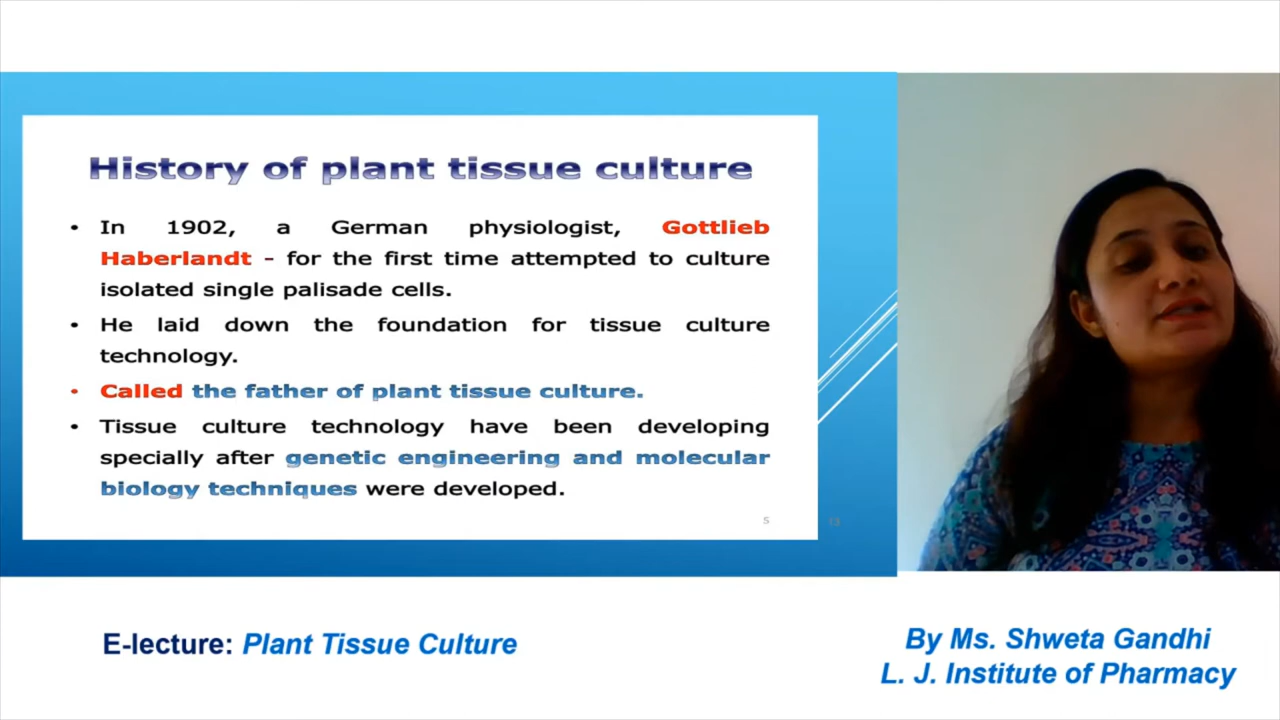 History of plant tissue culture
• In 1902, a German physiologist, Gottlieb
Haberlandt - for the first time attempted to culture
isolated single palisade cells.
• He laid down the foundation for tissue culture
technology.
• Called the father of plant tissue culture.
• Tissue culture technology have been developing
specially after genetic engineering and molecular
biology techniques were developed.
5
13
E-lecture: Plant Tissue Culture
By Ms. Shweta Gandhi
L. J. Institute of Pharmacy